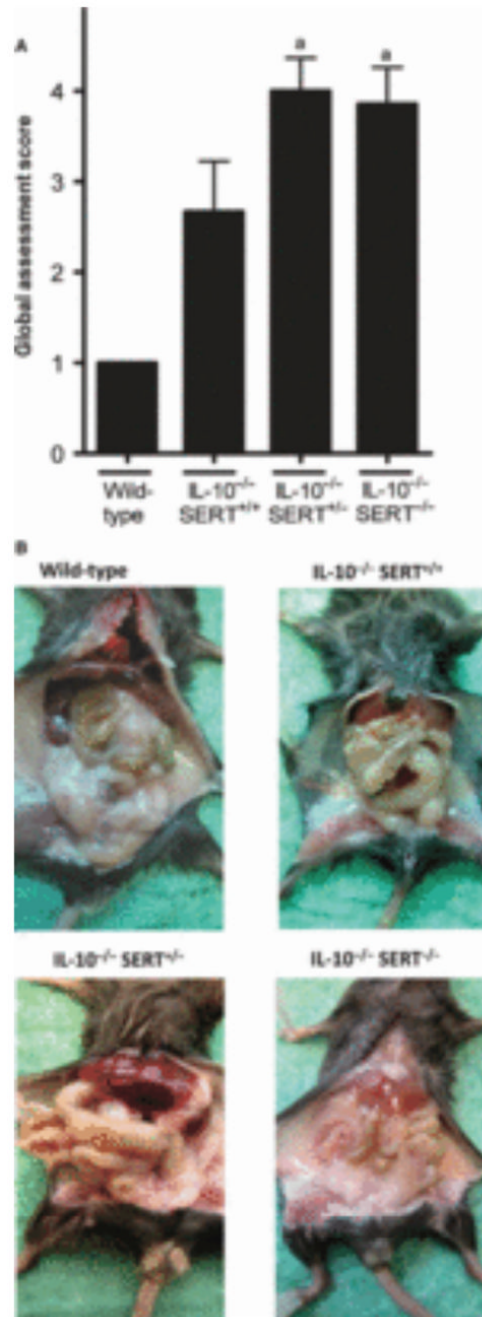 A
Global assessment score
4
3
2
1
0
a
a
Wild-
type
IL-10⁻/⁻
SERT⁺/⁺
IL-10⁻/⁻
SERT⁺/⁻
IL-10⁻/⁻
SERT⁻/⁻
B
Wild-type
IL-10⁻/⁻ SERT⁺/⁺
IL-10⁻/⁻ SERT⁺/⁻
IL-10⁻/⁻ SERT⁻/⁻